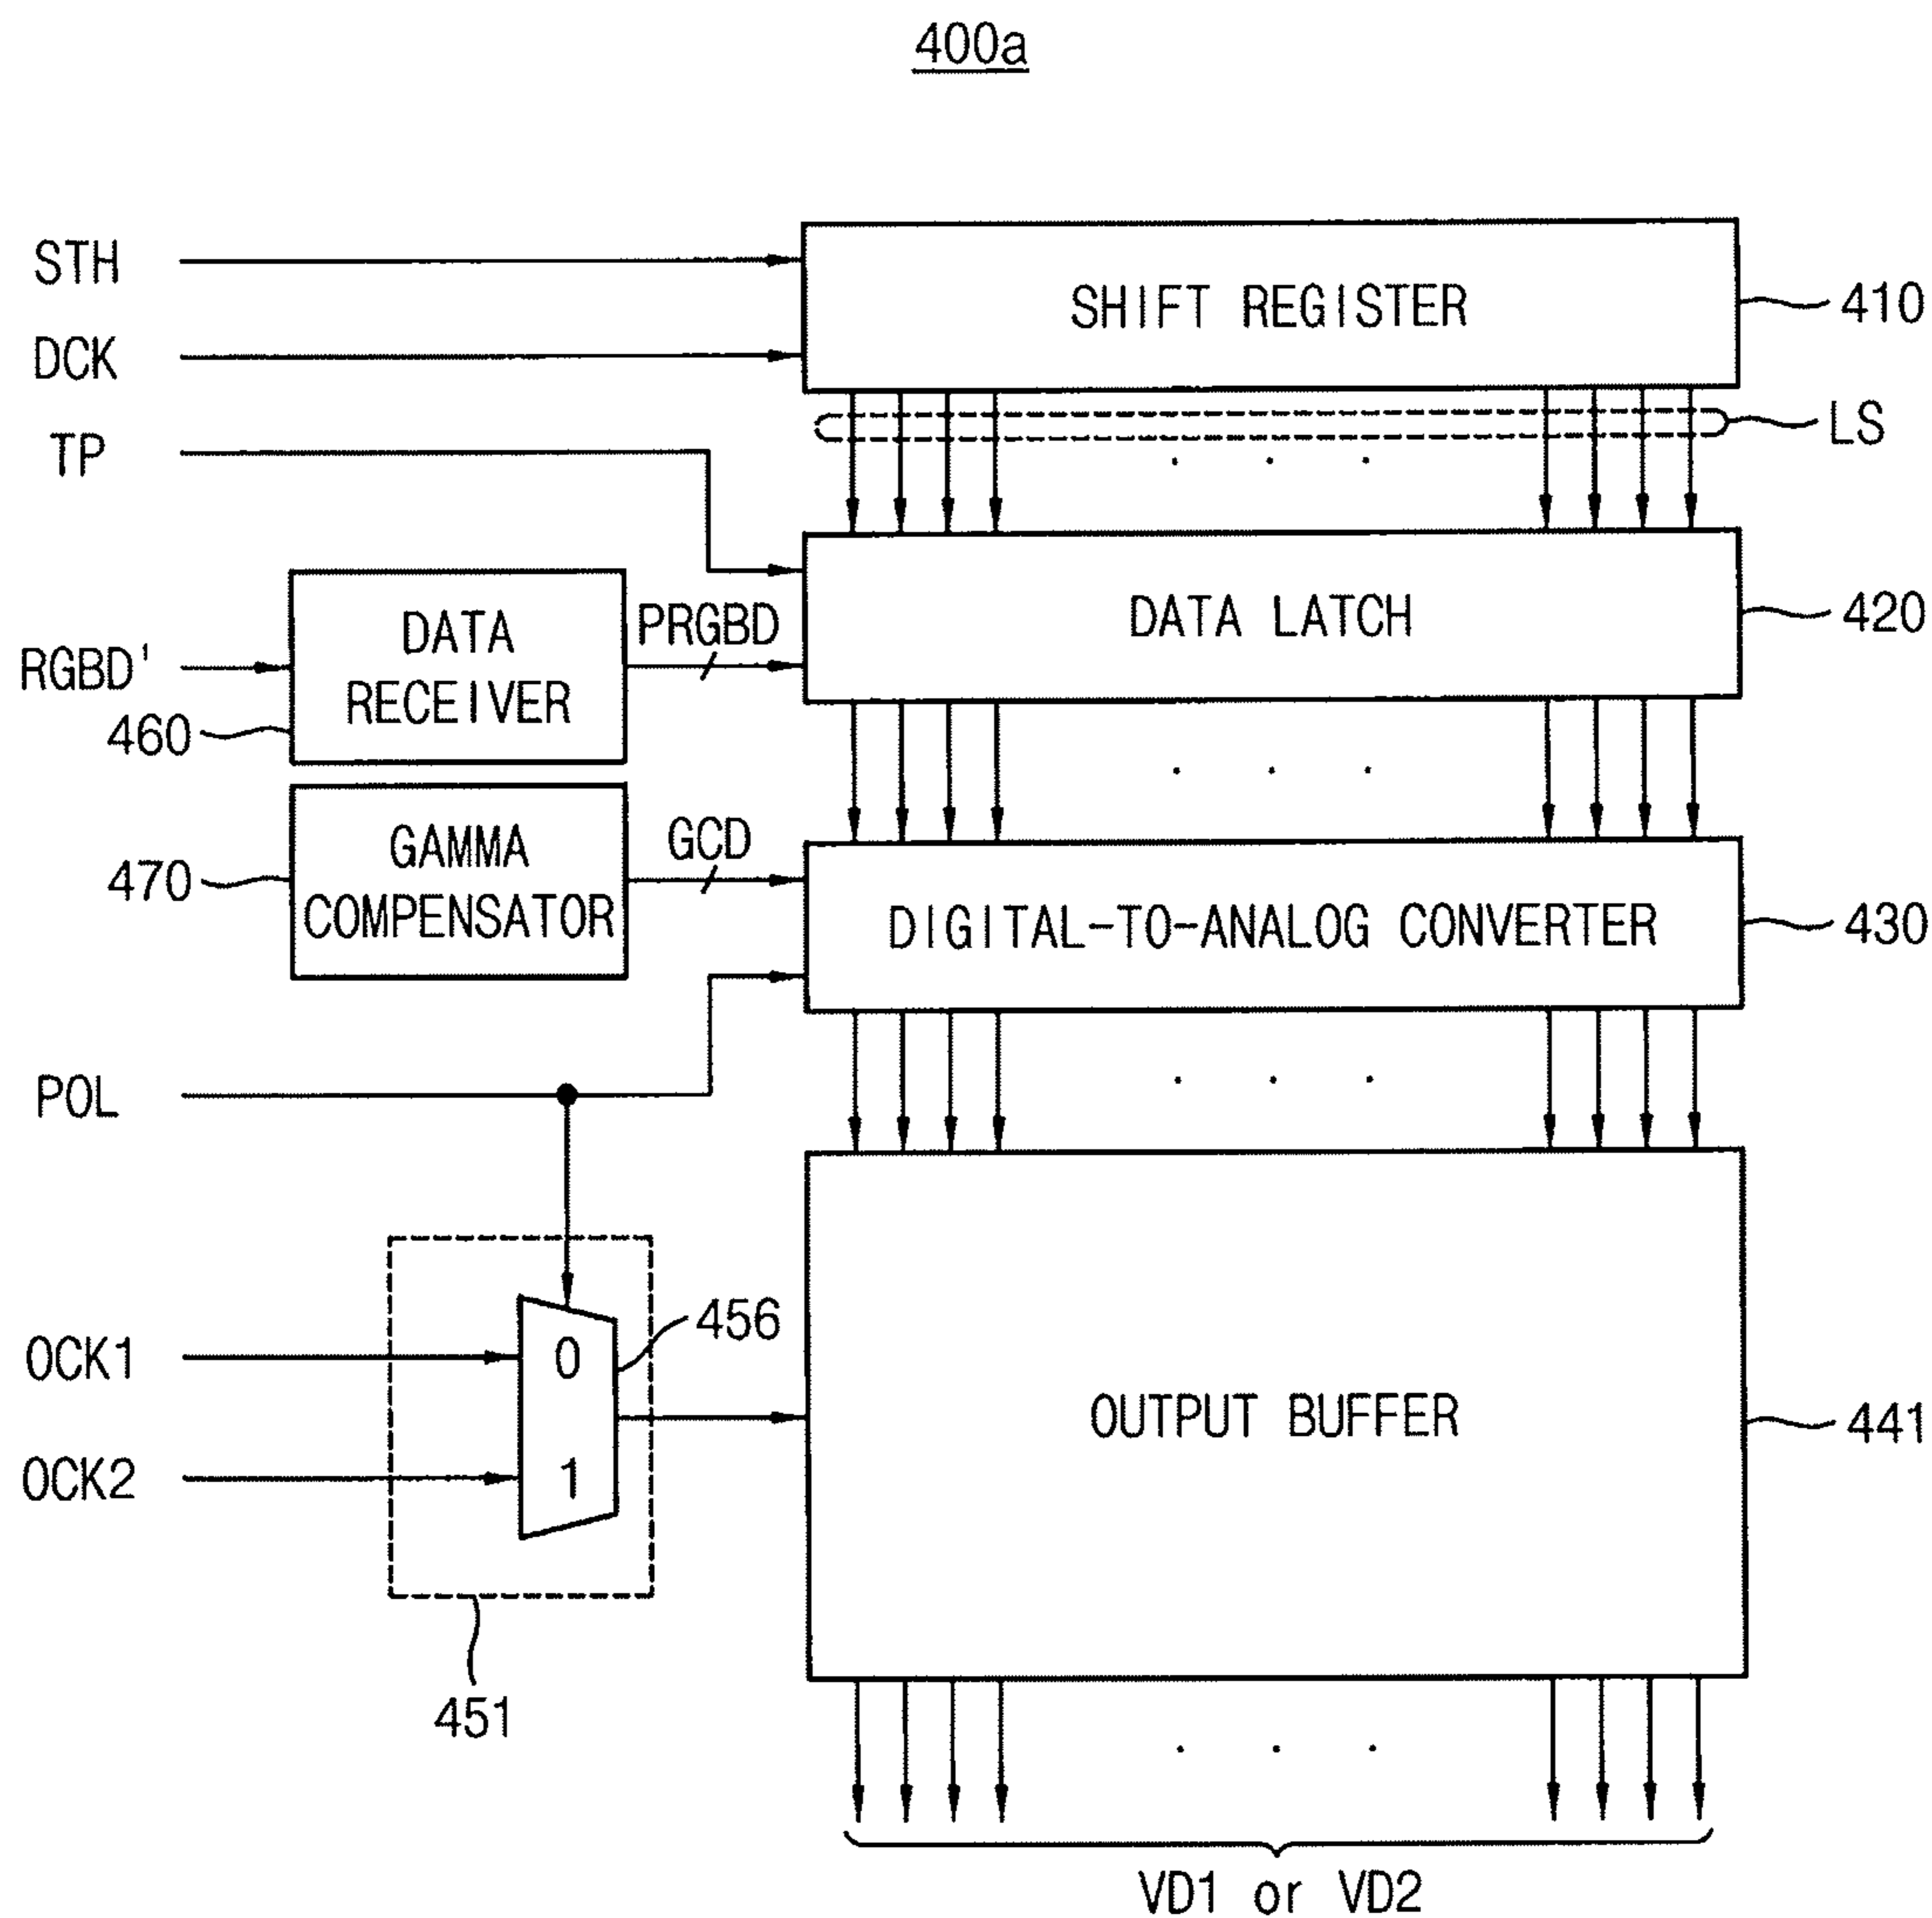 400a
STH
SHIFT REGISTER
410
DCK
LS
TP
DATA LATCH
420
DATA
RECEIVER
PRGBD
RGBD'
460
GAMMA
COMPENSATOR
GCD
470
DIGITAL-TO-ANALOG CONVERTER
430
POL
456
OCK1
0
OUTPUT BUFFER
441
OCK2
1
451
VD1 or VD2